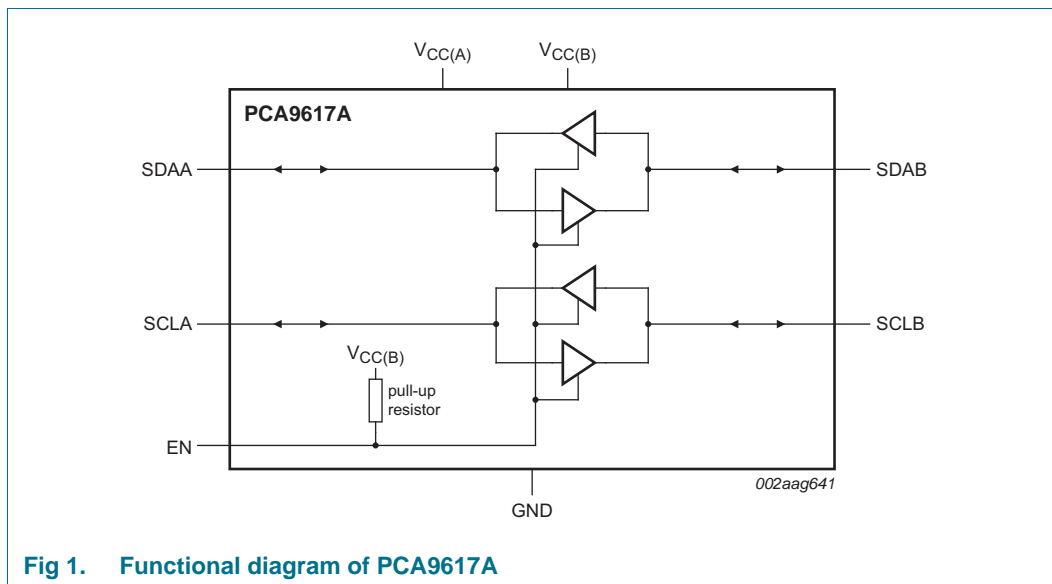 VCC(A) VCC(B)
PCA9617A
SDAA SDAB
SCLA SCLB
VCC(B)
pull-up
resistor
EN
002aag641
GND
Fig 1. Functional diagram of PCA9617A